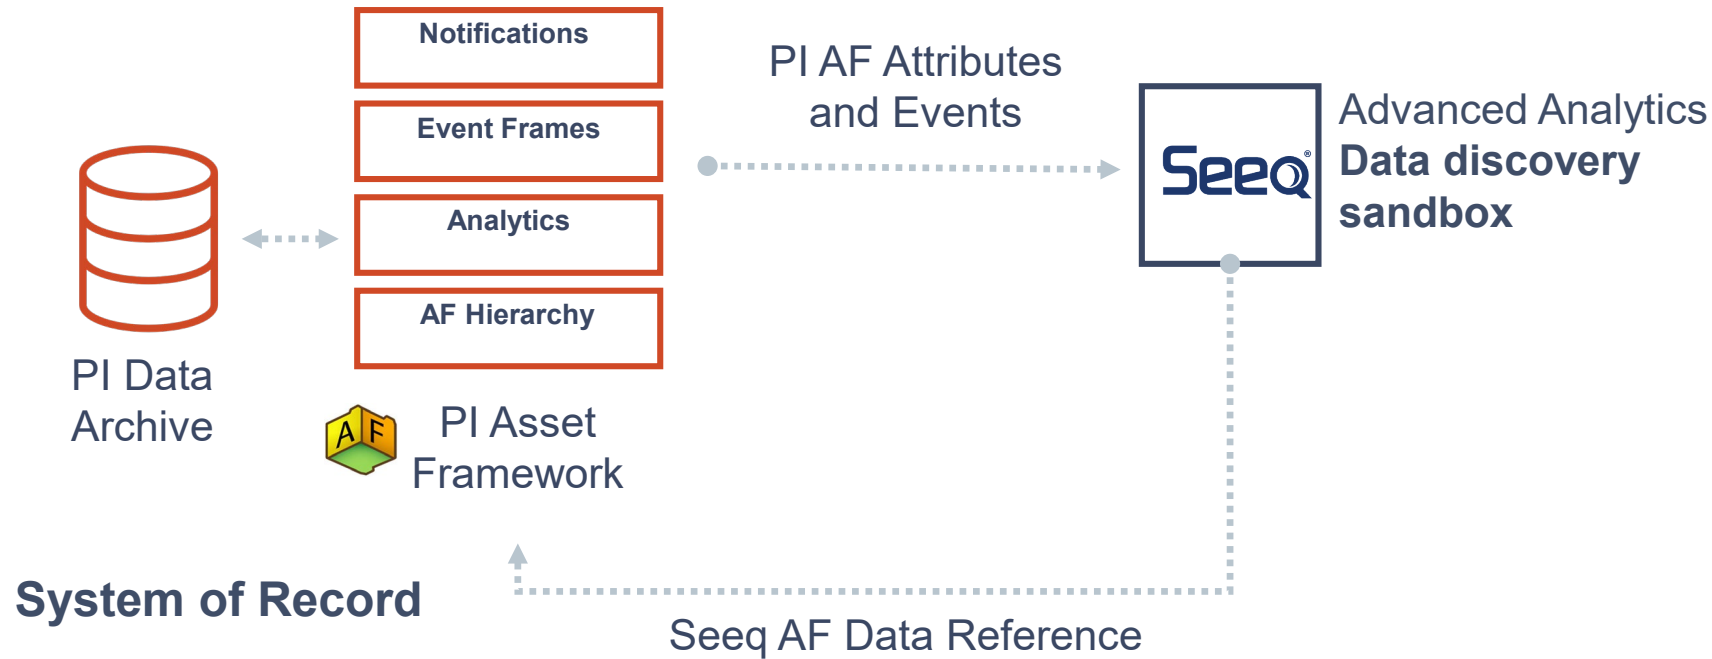 Notifications
Event Frames
Analytics
AF Hierarchy
PI Data
Archive
AF
PI Asset
Framework
System of Record
PI AF Attributes
and Events
Seeq®
Advanced Analytics
Data discovery
sandbox
Seeq AF Data Reference